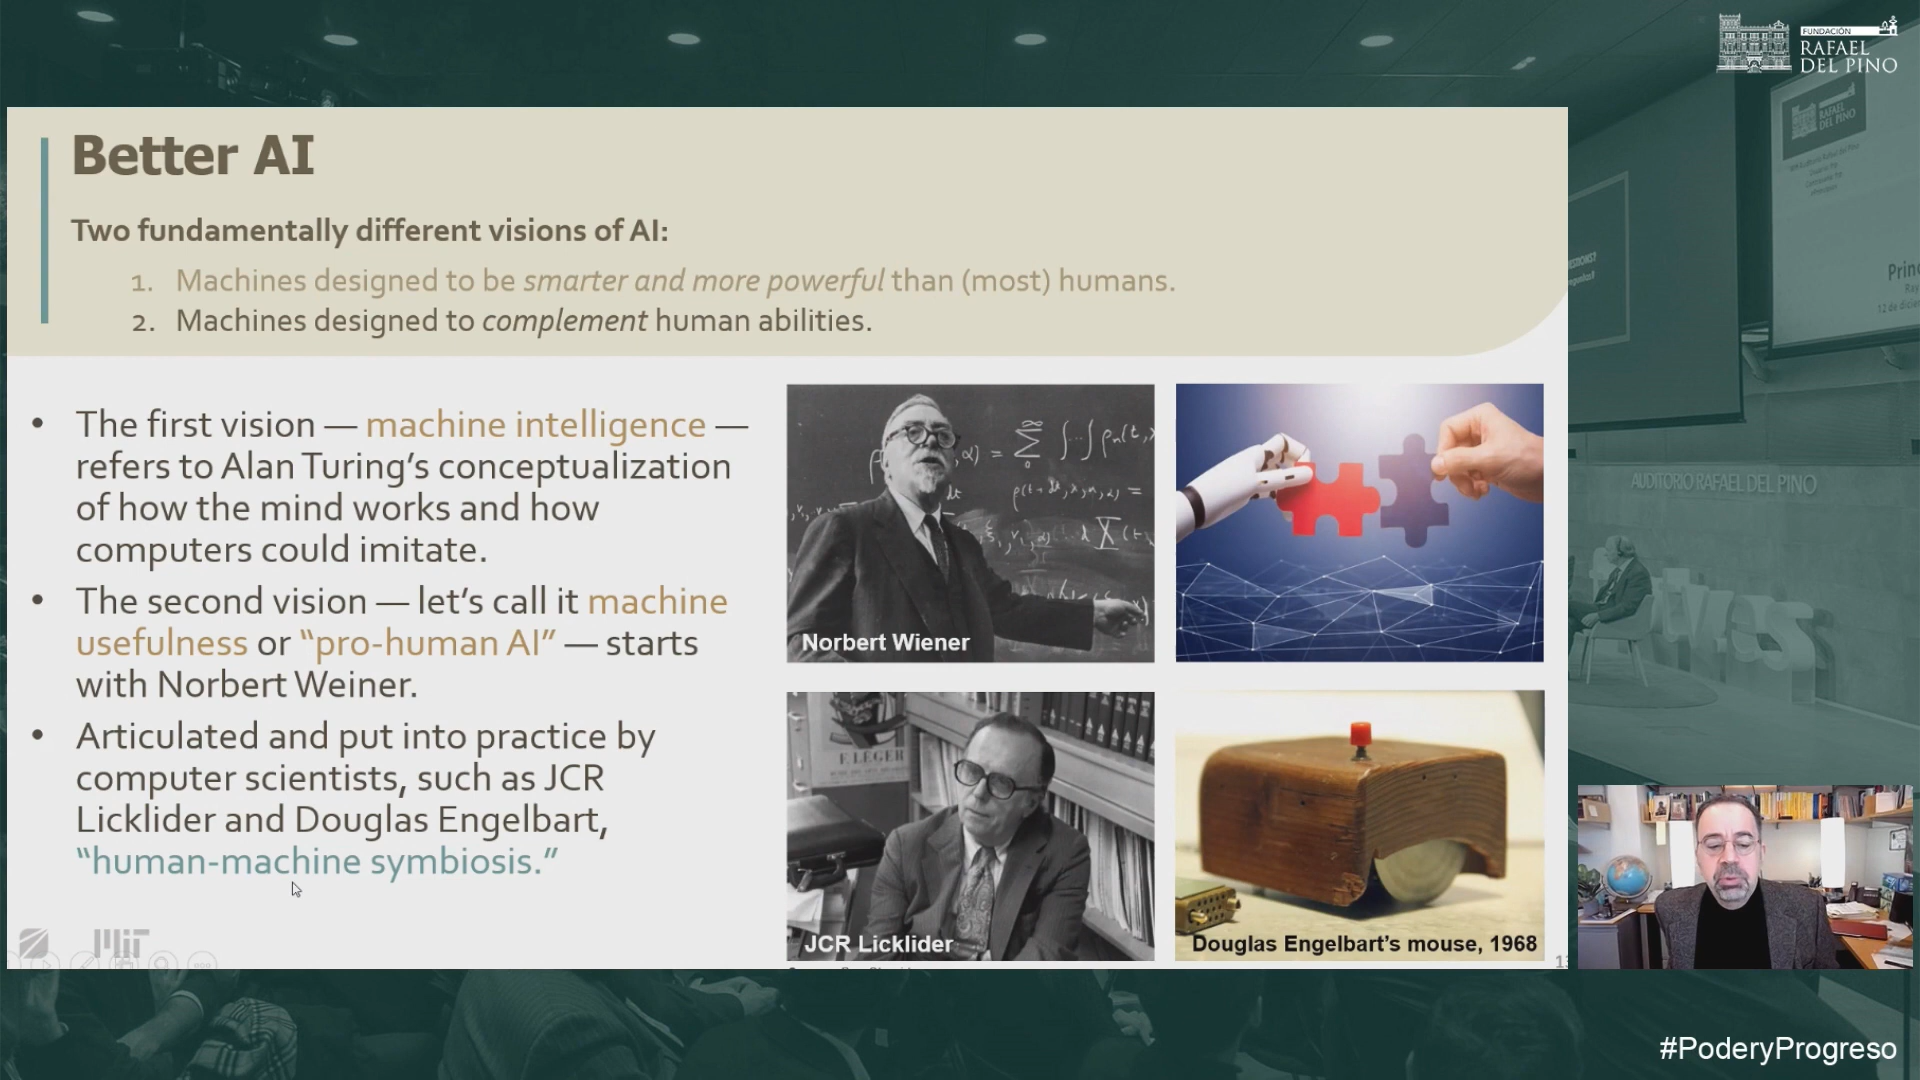 FUNDACIÓN
RAFAEL
DEL PINO
Better AI
Two fundamentally different visions of AI:
1. Machines designed to be smarter and more powerful than (most) humans.
2. Machines designed to complement human abilities.
• The first vision — machine intelligence —
refers to Alan Turing’s conceptualization
of how the mind works and how
computers could imitate.
• The second vision — let’s call it machine
usefulness or “pro-human AI” — starts
with Norbert Weiner.
• Articulated and put into practice by
computer scientists, such as JCR
Licklider and Douglas Engelbart,
“human-machine symbiosis.”
Norbert Wiener
F. LEGER
JCR Licklider
Douglas Engelbart’s mouse, 1968
MIT
RAFAEL
DEL PINO
AUDITORIO RAFAEL DEL PINO
#PoderyProgreso